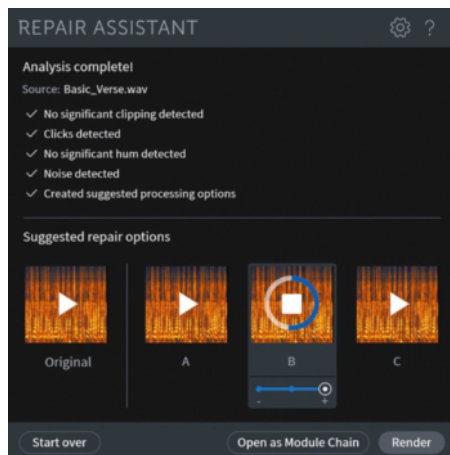 REPAIR ASSISTANT ?
Analysis complete!
Source: Basic_Verse.wav
✓ No significant clipping detected
✓ Clicks detected
✓ No significant hum detected
✓ Noise detected
✓ Created suggested processing options
Suggested repair options
Original A B C
- +
Start over Open as Module Chain Render